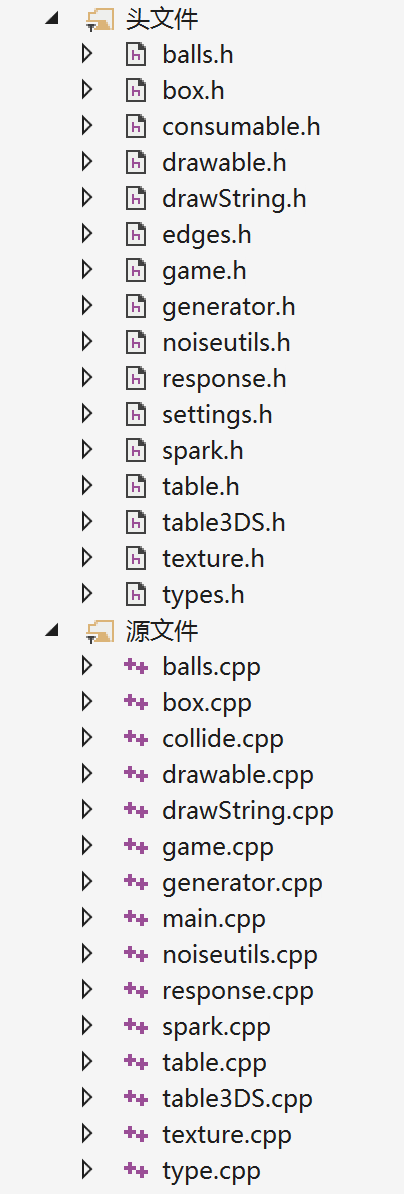 头文件
balls.h
box.h
consumable.h
drawable.h
drawString.h
edges.h
game.h
generator.h
noiseutils.h
response.h
settings.h
spark.h
table.h
table3DS.h
texture.h
types.h
源文件
balls.cpp
box.cpp
collide.cpp
drawable.cpp
drawString.cpp
game.cpp
generator.cpp
main.cpp
noiseutils.cpp
response.cpp
spark.cpp
table.cpp
table3DS.cpp
texture.cpp
type.cpp